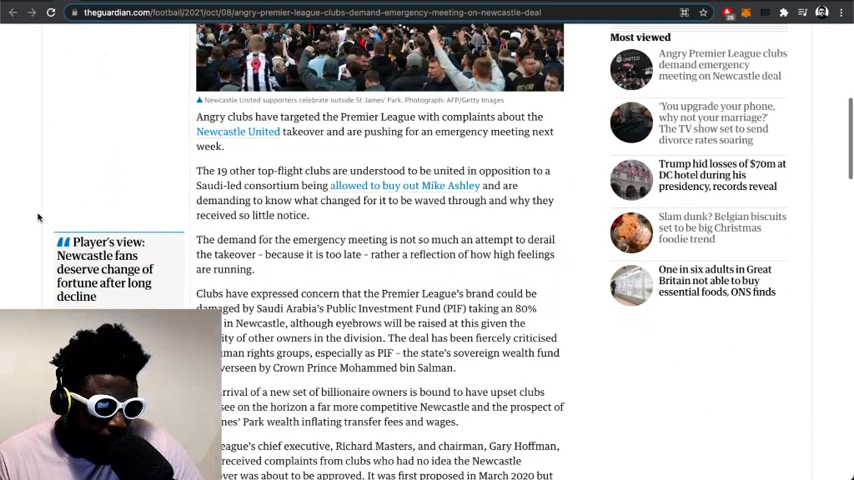 theguardian.com/football/2021/oct/08/angry-premier-league-clubs-demand-emergency-meeting-on-newcastle-deal
Newcastle United supporters celebrate outside St James' Park. Photograph: AFP/Getty Images
Angry clubs have targeted the Premier League with complaints about the
Newcastle United takeover and are pushing for an emergency meeting next
week.
The 19 other top-flight clubs are understood to be united in opposition to a
Saudi-led consortium being allowed to buy out Mike Ashley and are
demanding to know what changed for it to be waved through and why they
received so little notice.
The demand for the emergency meeting is not so much an attempt to derail
the takeover – because it is too late – rather a reflection of how high feelings
are running.
Clubs have expressed concern that the Premier League's brand could be
damaged by Saudi Arabia's Public Investment Fund (PIF) taking an 80%
in Newcastle, although eyebrows will be raised at this given the
of other owners in the division. The deal has been fiercely criticised
human rights groups, especially as PIF – the state's sovereign wealth fund
overseen by Crown Prince Mohammed bin Salman.
arrival of a new set of billionaire owners is bound to have upset clubs
see on the horizon a far more competitive Newcastle and the prospect of
Park wealth inflating transfer fees and wages.
League's chief executive, Richard Masters, and chairman, Gary Hoffman,
received complaints from clubs who had no idea the Newcastle
was about to be approved. It was first proposed in March 2020 but
Player's view:
Newcastle fans
deserve change of
fortune after long
decline
Most viewed
Angry Premier League clubs
demand emergency
meeting on Newcastle deal
'You upgrade your phone,
why not your marriage?'
The TV show set to send
divorce rates soaring
Trump hid losses of $70m at
DC hotel during his
presidency, records reveal
Slam dunk? Belgian biscuits
set to be big Christmas
foodie trend
One in six adults in Great
Britain not able to buy
essential foods, ONS finds